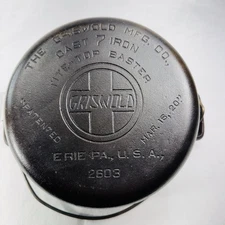 THE GRISWOLD MFG. CO.,
CAST 7 IRON
TITE-TOP BASTER
GRISWOLD
PATENTED
MAR. 16, 20"
ERIE PA., U.S.A.,
2603